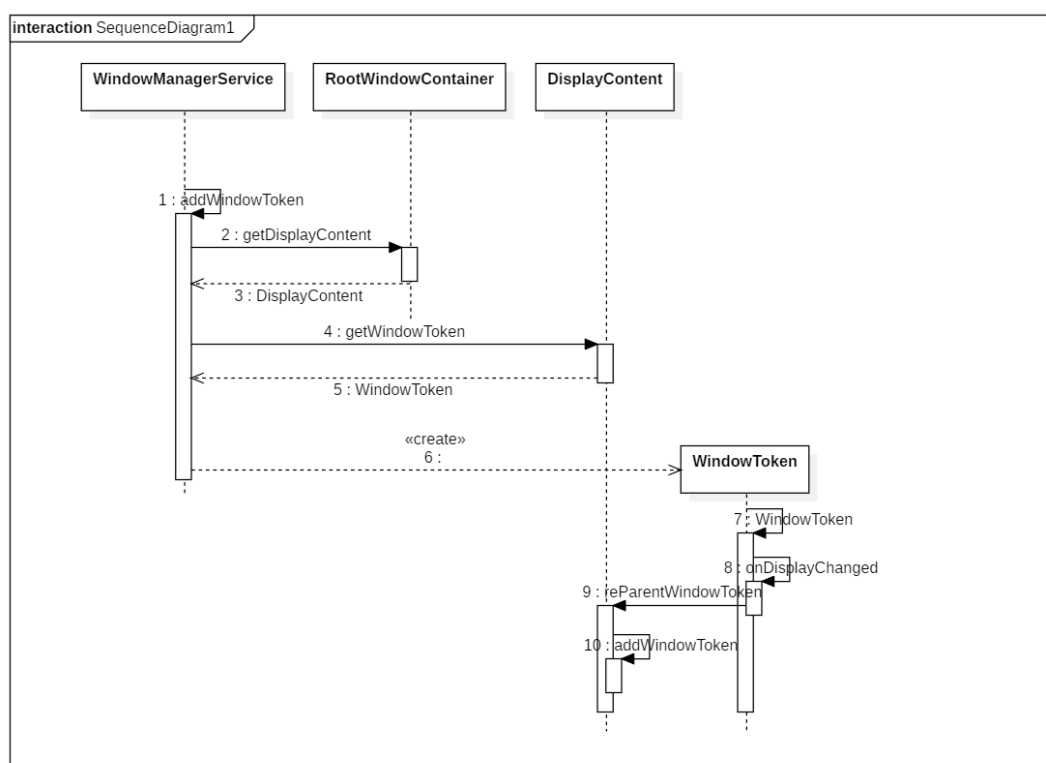 interaction SequenceDiagram1
WindowManagerService
RootWindowContainer
DisplayContent
1 : addWindowToken
2 : getDisplayContent
3 : DisplayContent
4 : getWindowToken
5 : WindowToken
«create»
6 :
WindowToken
7 : WindowToken
8 : onDisplayChanged
9 : reParentWindowToken
10 : addWindowToken